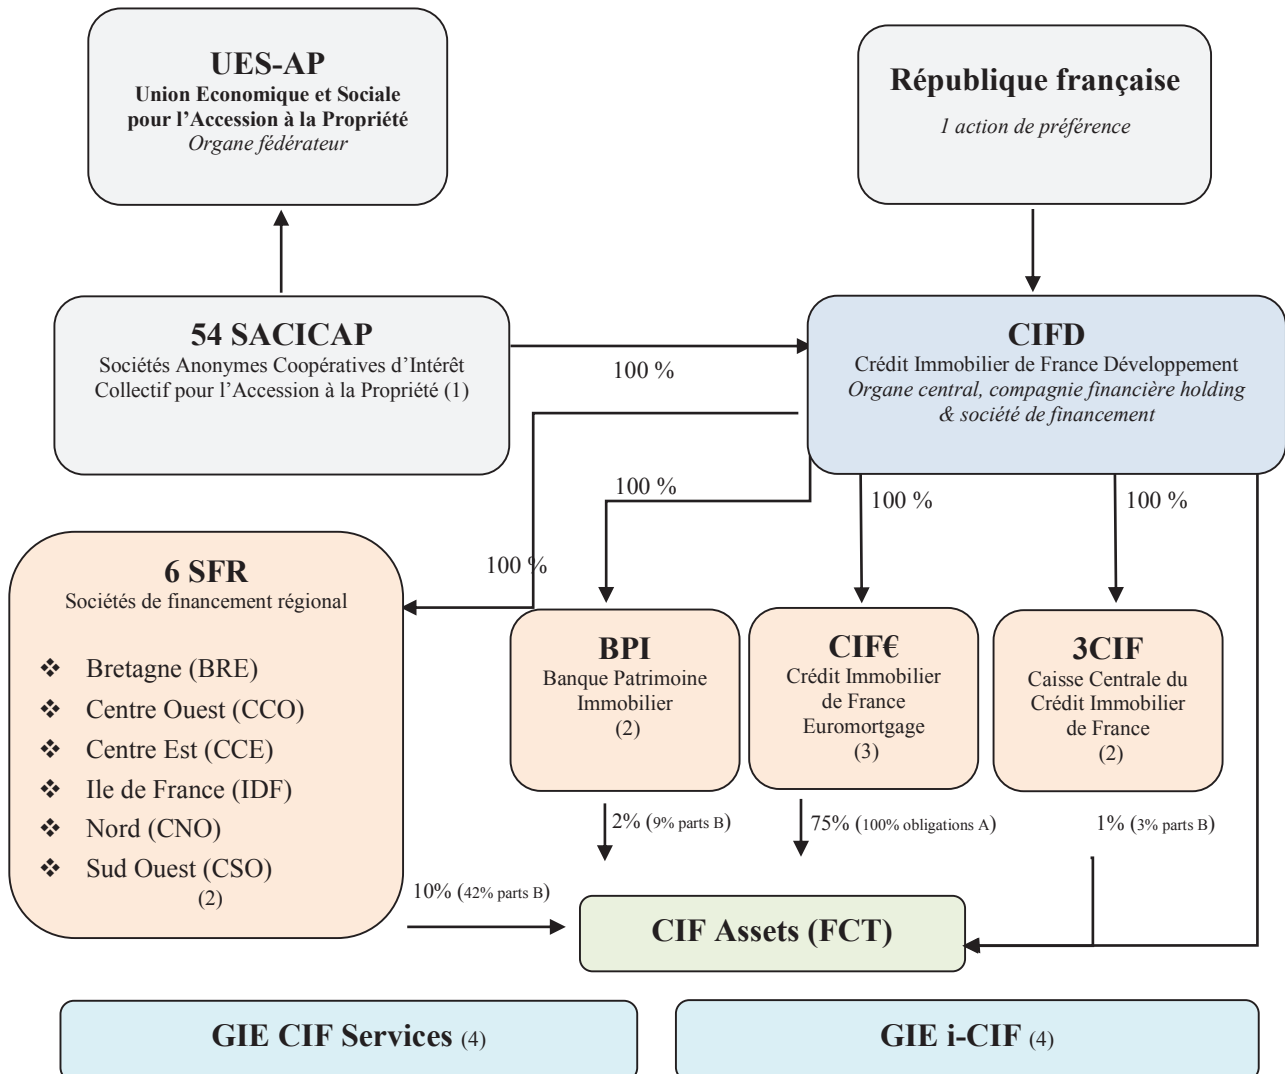 UES-AP
Union Economique et Sociale
pour l'Accession à la Propriété
Organe fédérateur
République française
1 action de préférence
54 SACICAP
Sociétés Anonymes Coopératives d'Intérêt
Collectif pour l'Accession à la Propriété (1)
100 %
CIFD
Crédit Immobilier de France Développement
Organe central, compagnie financière holding
& société de financement
100 %
100 %
100 %
100 %
6 SFR
Sociétés de financement régional
❖ Bretagne (BRE)
❖ Centre Ouest (CCO)
❖ Centre Est (CCE)
❖ Ile de France (IDF)
❖ Nord (CNO)
❖ Sud Ouest (CSO)
(2)
BPI
Banque Patrimoine
Immobilier
(2)
CIF€
Crédit Immobilier
de France
Euromortgage
(3)
3CIF
Caisse Centrale du
Crédit Immobilier
de France
(2)
2% (9% parts B)
75% (100% obligations A)
1% (3% parts B)
10% (42% parts B)
CIF Assets (FCT)
GIE CIF Services (4)
GIE i-CIF (4)